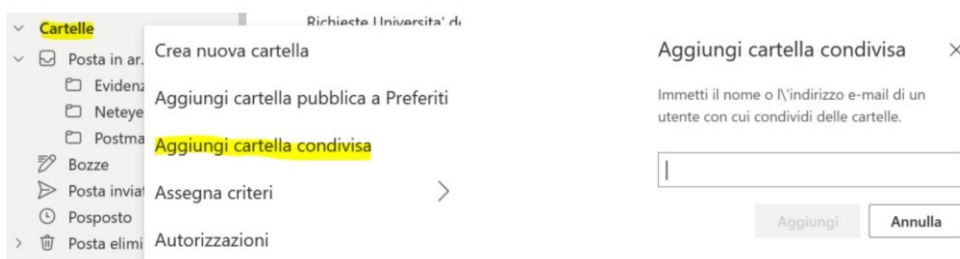 Cartelle
Posta in ar
Evidenz
Neteye
Postma
Bozze
Posta inviat
Posposto
Posta elimi
Richieste Universita' de
Crea nuova cartella
Aggiungi cartella pubblica a Preferiti
Aggiungi cartella condivisa
Assegna criteri
Autorizzazioni
Aggiungi cartella condivisa
Immetti il nome o l\'indirizzo e-mail di un
utente con cui condividi delle cartelle.
Aggiungi Annulla